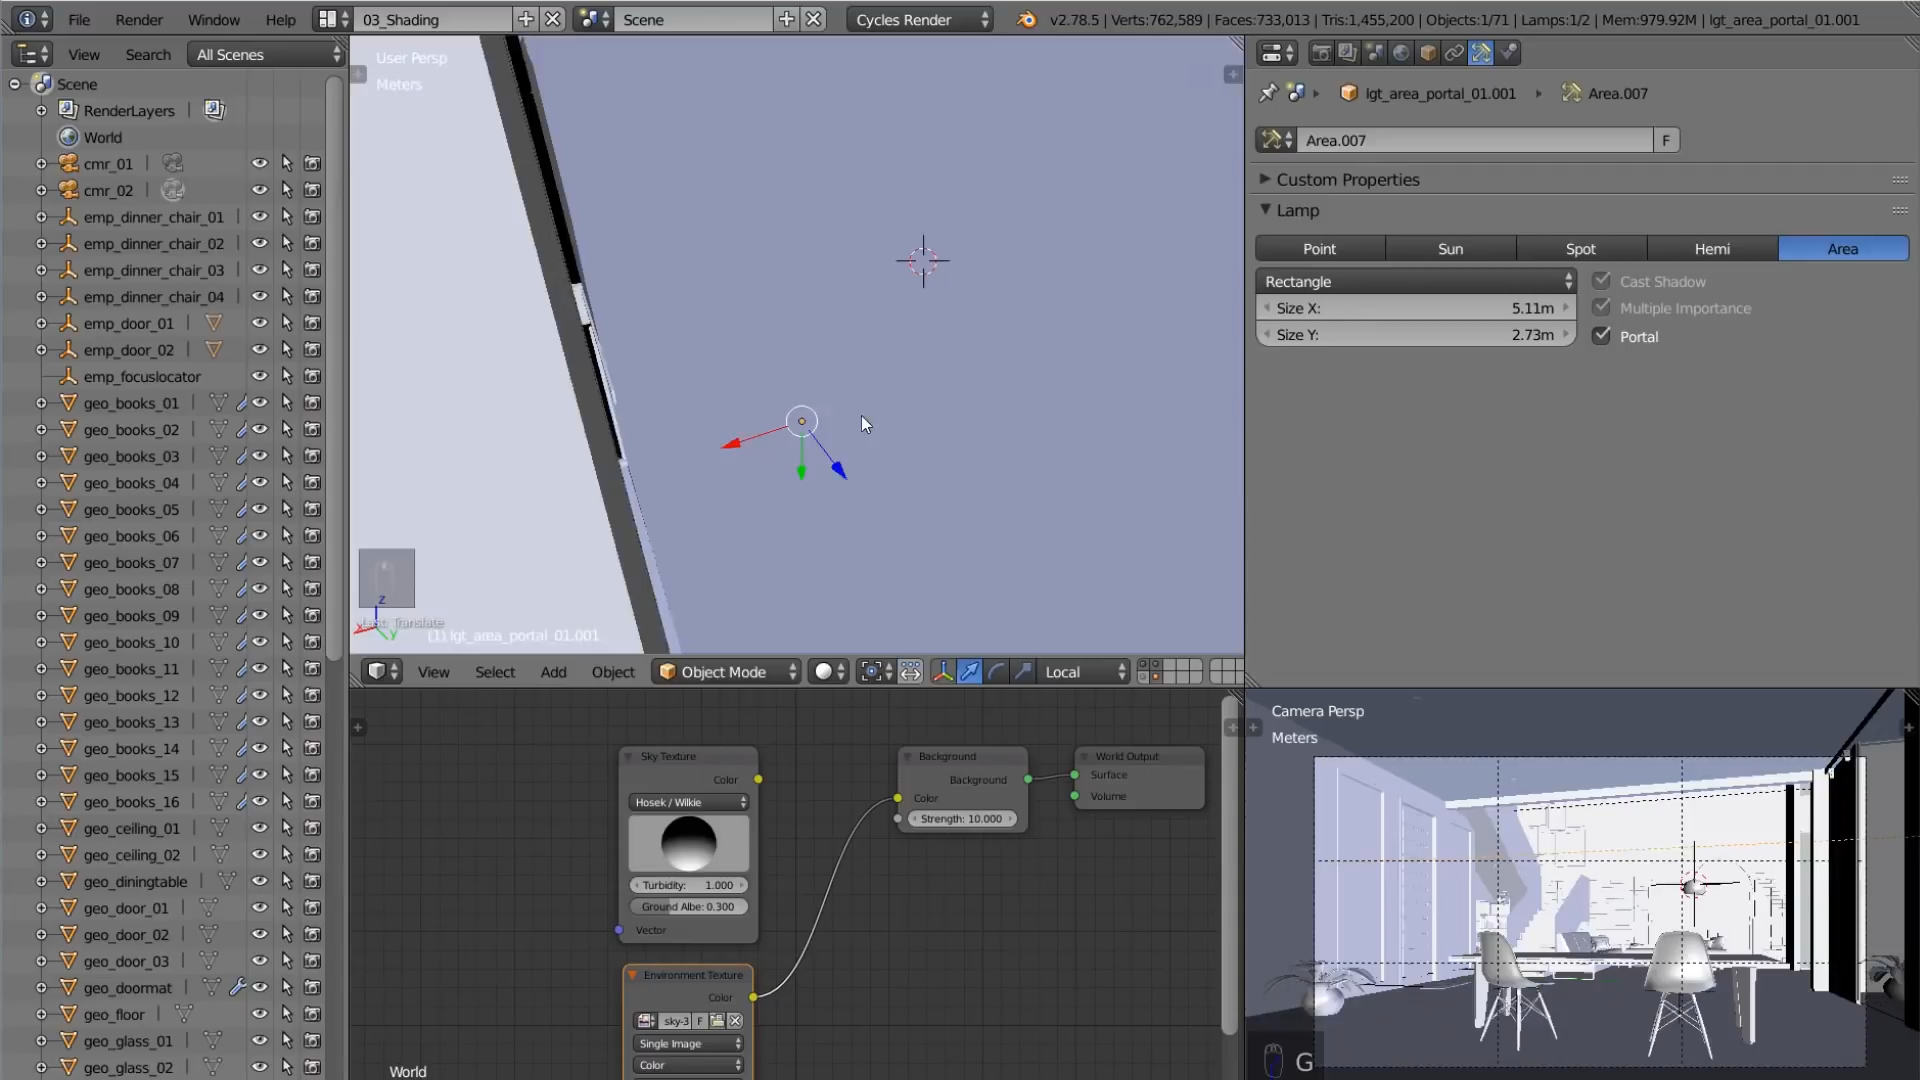 File Render Window Help 03_Shading Scene Cycles Render v2.78.5 | Verts:762,589 | Faces:733,013 | Tris:1,455,200 | Objects:1/71 | Lamps:1/2 | Mem:979.92M | lgt_area_portal_01.001
View Search All Scenes
Scene
RenderLayers
World
cmr_01
cmr_02
emp_dinner_chair_01
emp_dinner_chair_02
emp_dinner_chair_03
emp_dinner_chair_04
emp_door_01
emp_door_02
emp_focuslocator
geo_books_01
geo_books_02
geo_books_03
geo_books_04
geo_books_05
geo_books_06
geo_books_07
geo_books_08
geo_books_09
geo_books_10
geo_books_11
geo_books_12
geo_books_13
geo_books_14
geo_books_15
geo_books_16
geo_ceiling_01
geo_ceiling_02
geo_diningtable
geo_door_01
geo_door_02
geo_door_03
geo_doormat
geo_floor
geo_glass_01
geo_glass_02
User Persp
Meters
z
x
y
Last: Translate
(1) lgt_area_portal_01.001
View Select Add Object Object Mode Local
Sky Texture
Color
Hosek / Wilkie
Turbidity: 1.000
Ground Albe: 0.300
Vector
Environment Texture
Color
sky-3 F
Single Image
Color
Background
Background
Color
Strength: 10.000
World Output
Surface
Volume
World
lgt_area_portal_01.001 Area.007
Area.007 F
Custom Properties
Lamp
Point Sun Spot Hemi Area
Rectangle
Size X: 5.11m
Size Y: 2.73m
Cast Shadow
Multiple Importance
Portal
Camera Persp
Meters
G